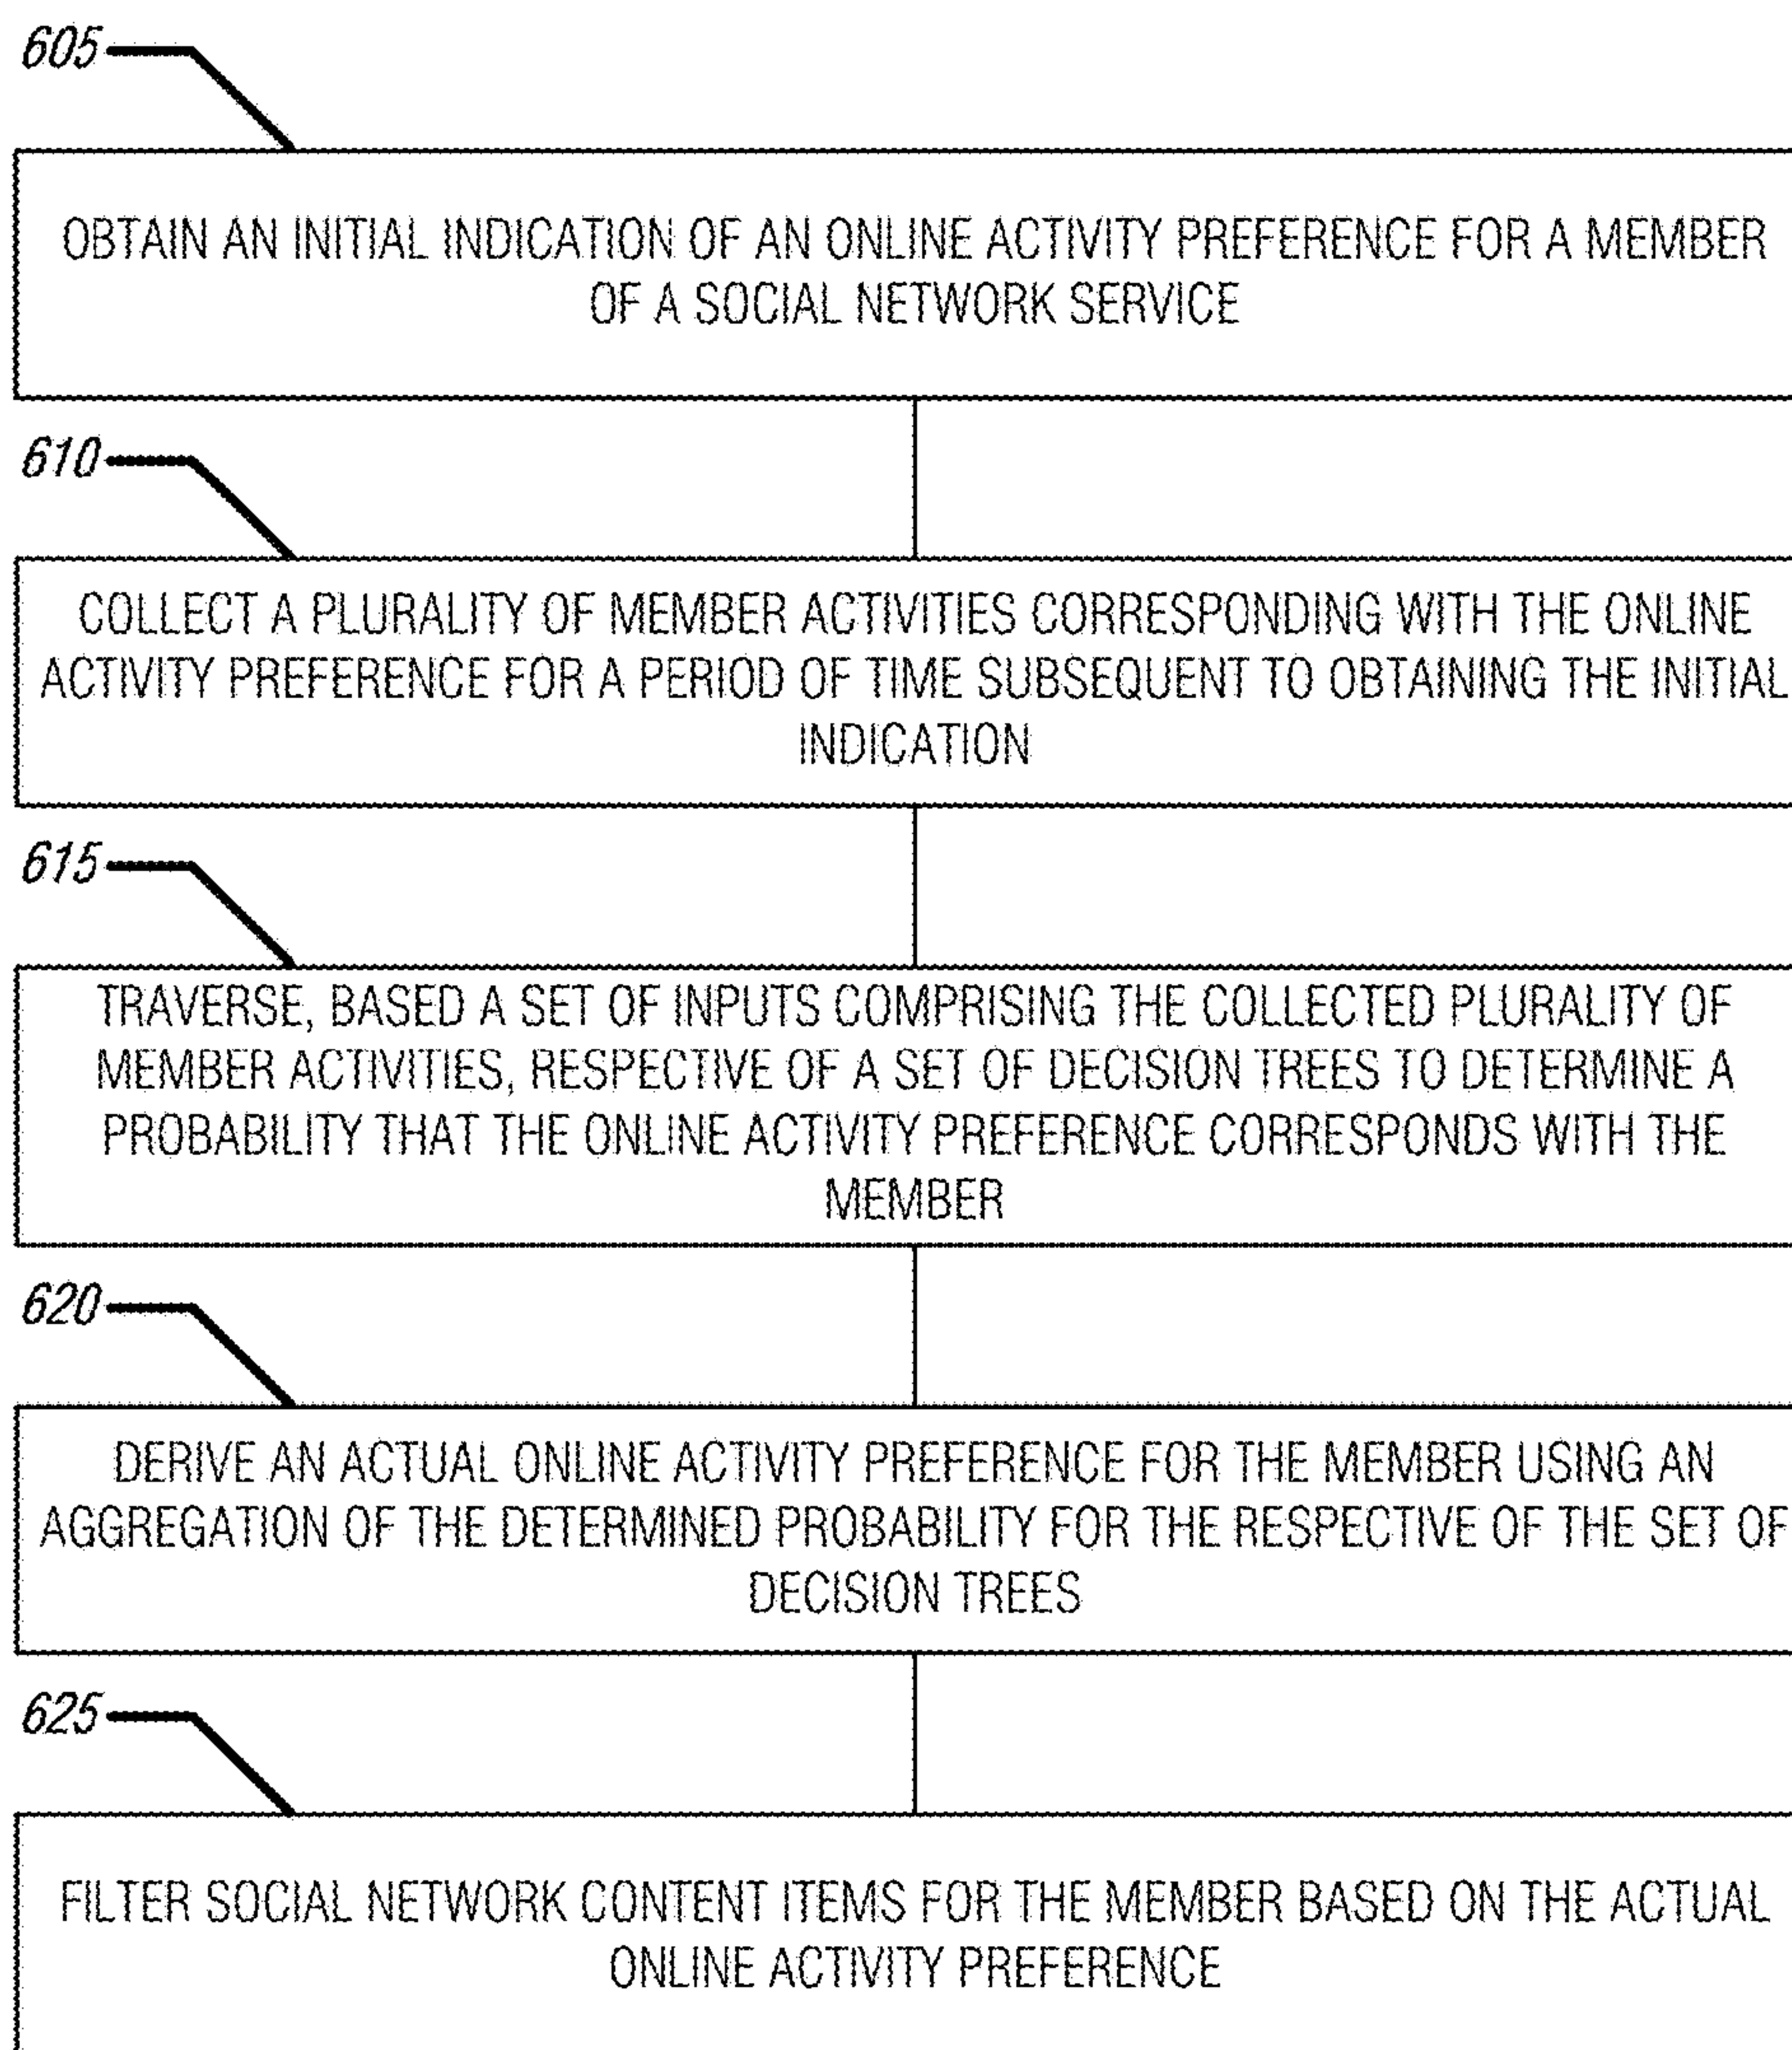 605
OBTAIN AN INITIAL INDICATION OF AN ONLINE ACTIVITY PREFERENCE FOR A MEMBER
OF A SOCIAL NETWORK SERVICE
610
COLLECT A PLURALITY OF MEMBER ACTIVITIES CORRESPONDING WITH THE ONLINE
ACTIVITY PREFERENCE FOR A PERIOD OF TIME SUBSEQUENT TO OBTAINING THE INITIAL
INDICATION
615
TRAVERSE, BASED A SET OF INPUTS COMPRISING THE COLLECTED PLURALITY OF
MEMBER ACTIVITIES, RESPECTIVE OF A SET OF DECISION TREES TO DETERMINE A
PROBABILITY THAT THE ONLINE ACTIVITY PREFERENCE CORRESPONDS WITH THE
MEMBER
620
DERIVE AN ACTUAL ONLINE ACTIVITY PREFERENCE FOR THE MEMBER USING AN
AGGREGATION OF THE DETERMINED PROBABILITY FOR THE RESPECTIVE OF THE SET OF
DECISION TREES
625
FILTER SOCIAL NETWORK CONTENT ITEMS FOR THE MEMBER BASED ON THE ACTUAL
ONLINE ACTIVITY PREFERENCE